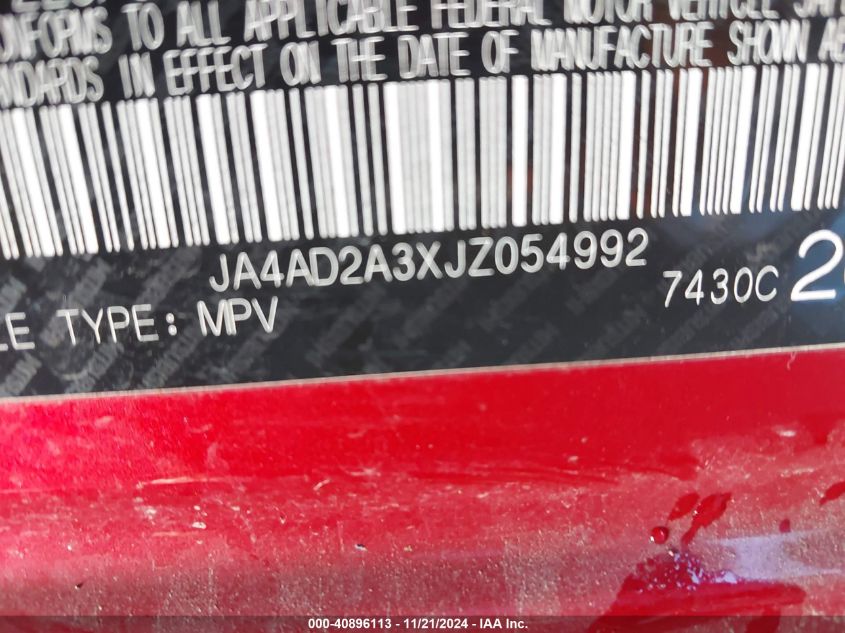 CONFORMS TO ALL APPLICABLE FEDERAL MOTOR VEHICLE
IN EFFECT ON THE DATE OF MANUFACTURE SHOWN
JA4AD2A3XJZ054992
7430C
TYPE: MPV
000-40896113 - 11/21/2024 - IAA Inc.